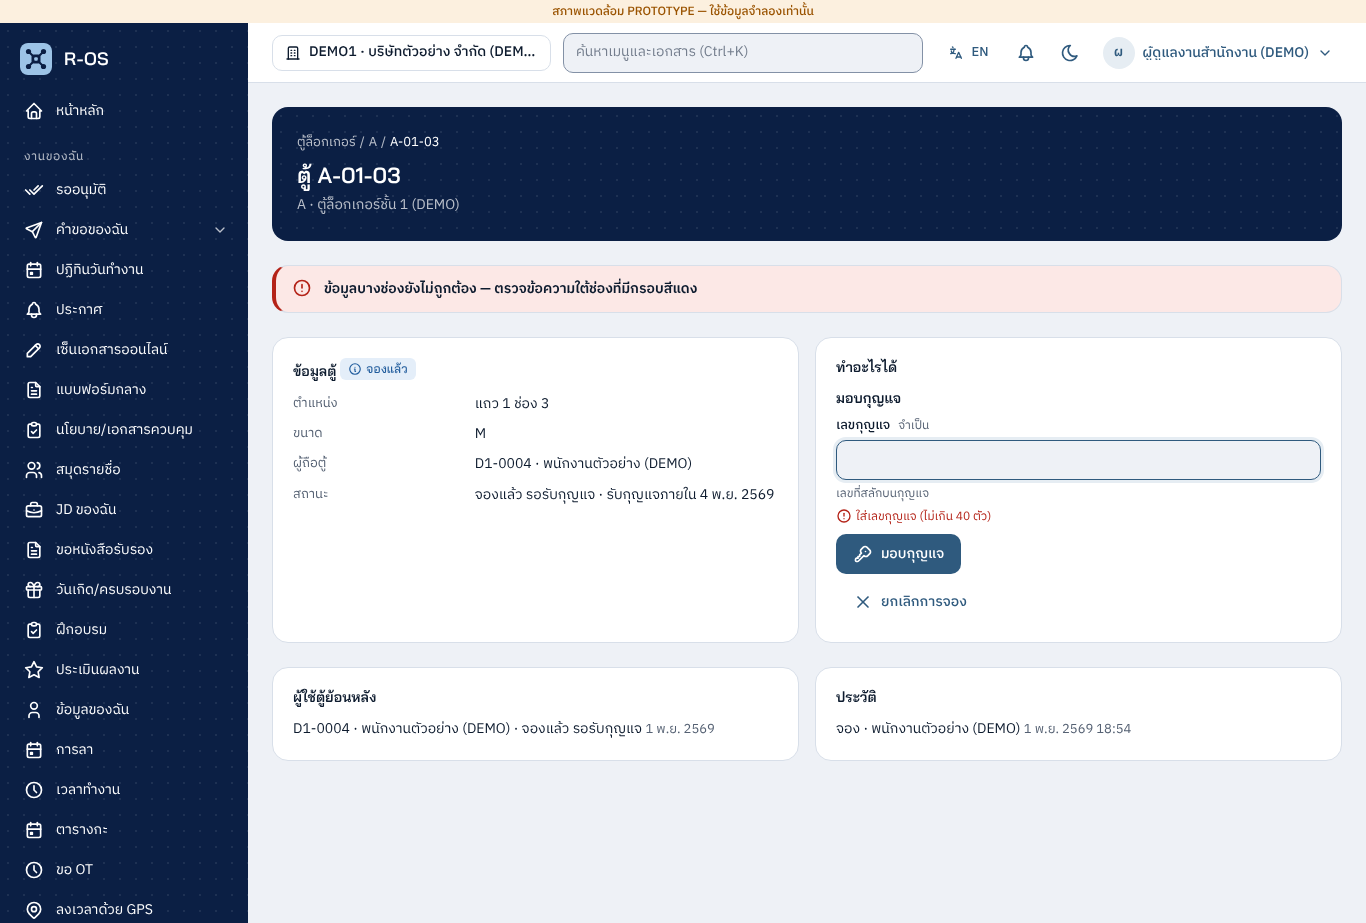 สภาพแวดล้อม PROTOTYPE — ใช้ข้อมูลจำลองเท่านั้น
R-OS
DEMO1 · บริษัทตัวอย่าง จำกัด (DEM...
ค้นหาเมนูและเอกสาร (Ctrl+K)
EN
ผ
ผู้ดูแลงานสำนักงาน (DEMO)
หน้าหลัก
งานของฉัน
รออนุมัติ
คำขอของฉัน
ปฏิทินวันทำงาน
ประกาศ
เซ็นเอกสารออนไลน์
แบบฟอร์มกลาง
นโยบาย/เอกสารควบคุม
สมุดรายชื่อ
JD ของฉัน
ขอหนังสือรับรอง
วันเกิด/ครบรอบงาน
ฝึกอบรม
ประเมินผลงาน
ข้อมูลของฉัน
การลา
เวลาทำงาน
ตารางกะ
ขอ OT
ลงเวลาด้วย GPS
ตู้ล็อกเกอร์ / A / A-01-03
ตู้ A-01-03
A · ตู้ล็อกเกอร์ชั้น 1 (DEMO)
ข้อมูลบางช่องยังไม่ถูกต้อง — ตรวจข้อความใต้ช่องที่มีกรอบสีแดง
ข้อมูลตู้ จองแล้ว
ตำแหน่ง แถว 1 ช่อง 3
ขนาด M
ผู้ถือตู้ D1-0004 · พนักงานตัวอย่าง (DEMO)
สถานะ จองแล้ว รอรับกุญแจ · รับกุญแจภายใน 4 พ.ย. 2569
ทำอะไรได้
มอบกุญแจ
เลขกุญแจ จำเป็น
เลขที่สลักบนกุญแจ
ใส่เลขกุญแจ (ไม่เกิน 40 ตัว)
มอบกุญแจ
ยกเลิกการจอง
ผู้ใช้ตู้ย้อนหลัง
D1-0004 · พนักงานตัวอย่าง (DEMO) · จองแล้ว รอรับกุญแจ 1 พ.ย. 2569
ประวัติ
จอง · พนักงานตัวอย่าง (DEMO) 1 พ.ย. 2569 18:54